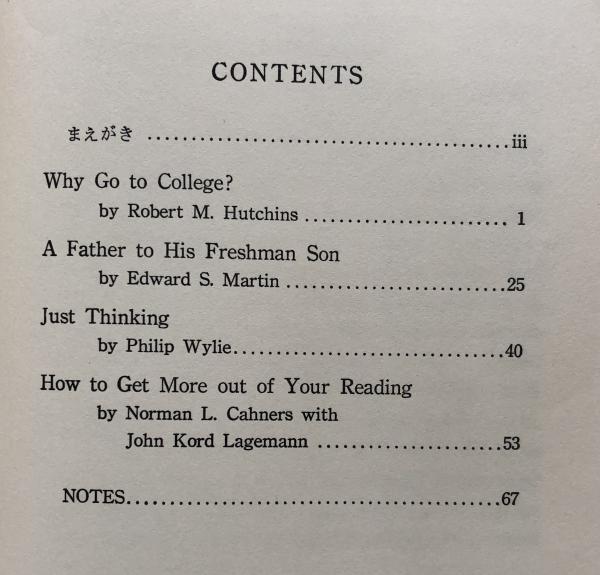 CONTENTS
まえがき ..........................................iii
Why Go to College?
by Robert M. Hutchins ........................ 1
A Father to His Freshman Son
by Edward S. Martin ..........................25
Just Thinking
by Philip Wylie................................40
How to Get More out of Your Reading
by Norman L. Cahners with
John Kord Lagemann ......................53
NOTES............................................67